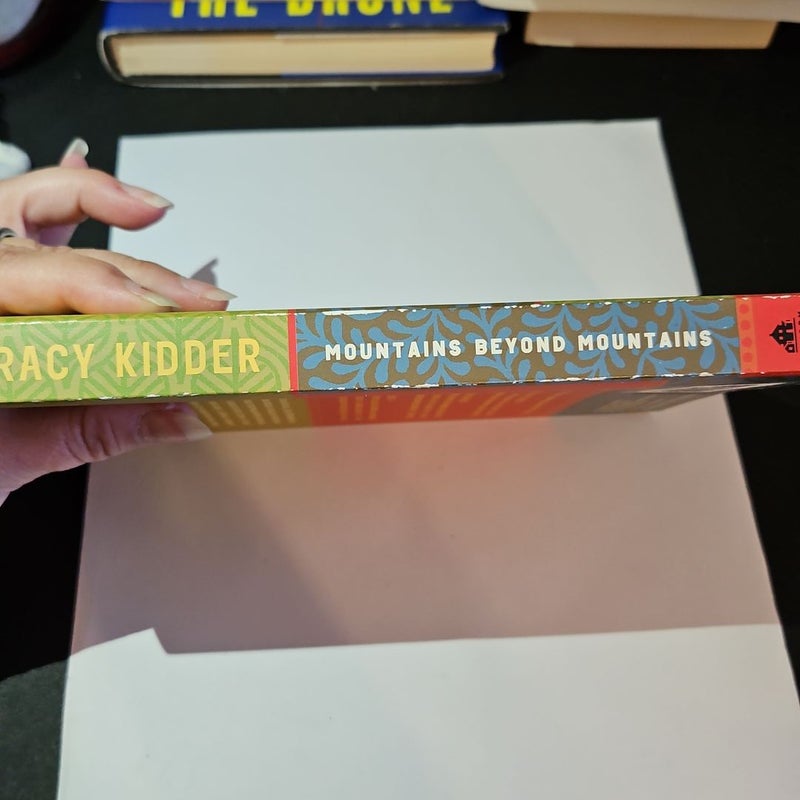 THE DRONE
RACY KIDDER
MOUNTAINS BEYOND MOUNTAINS